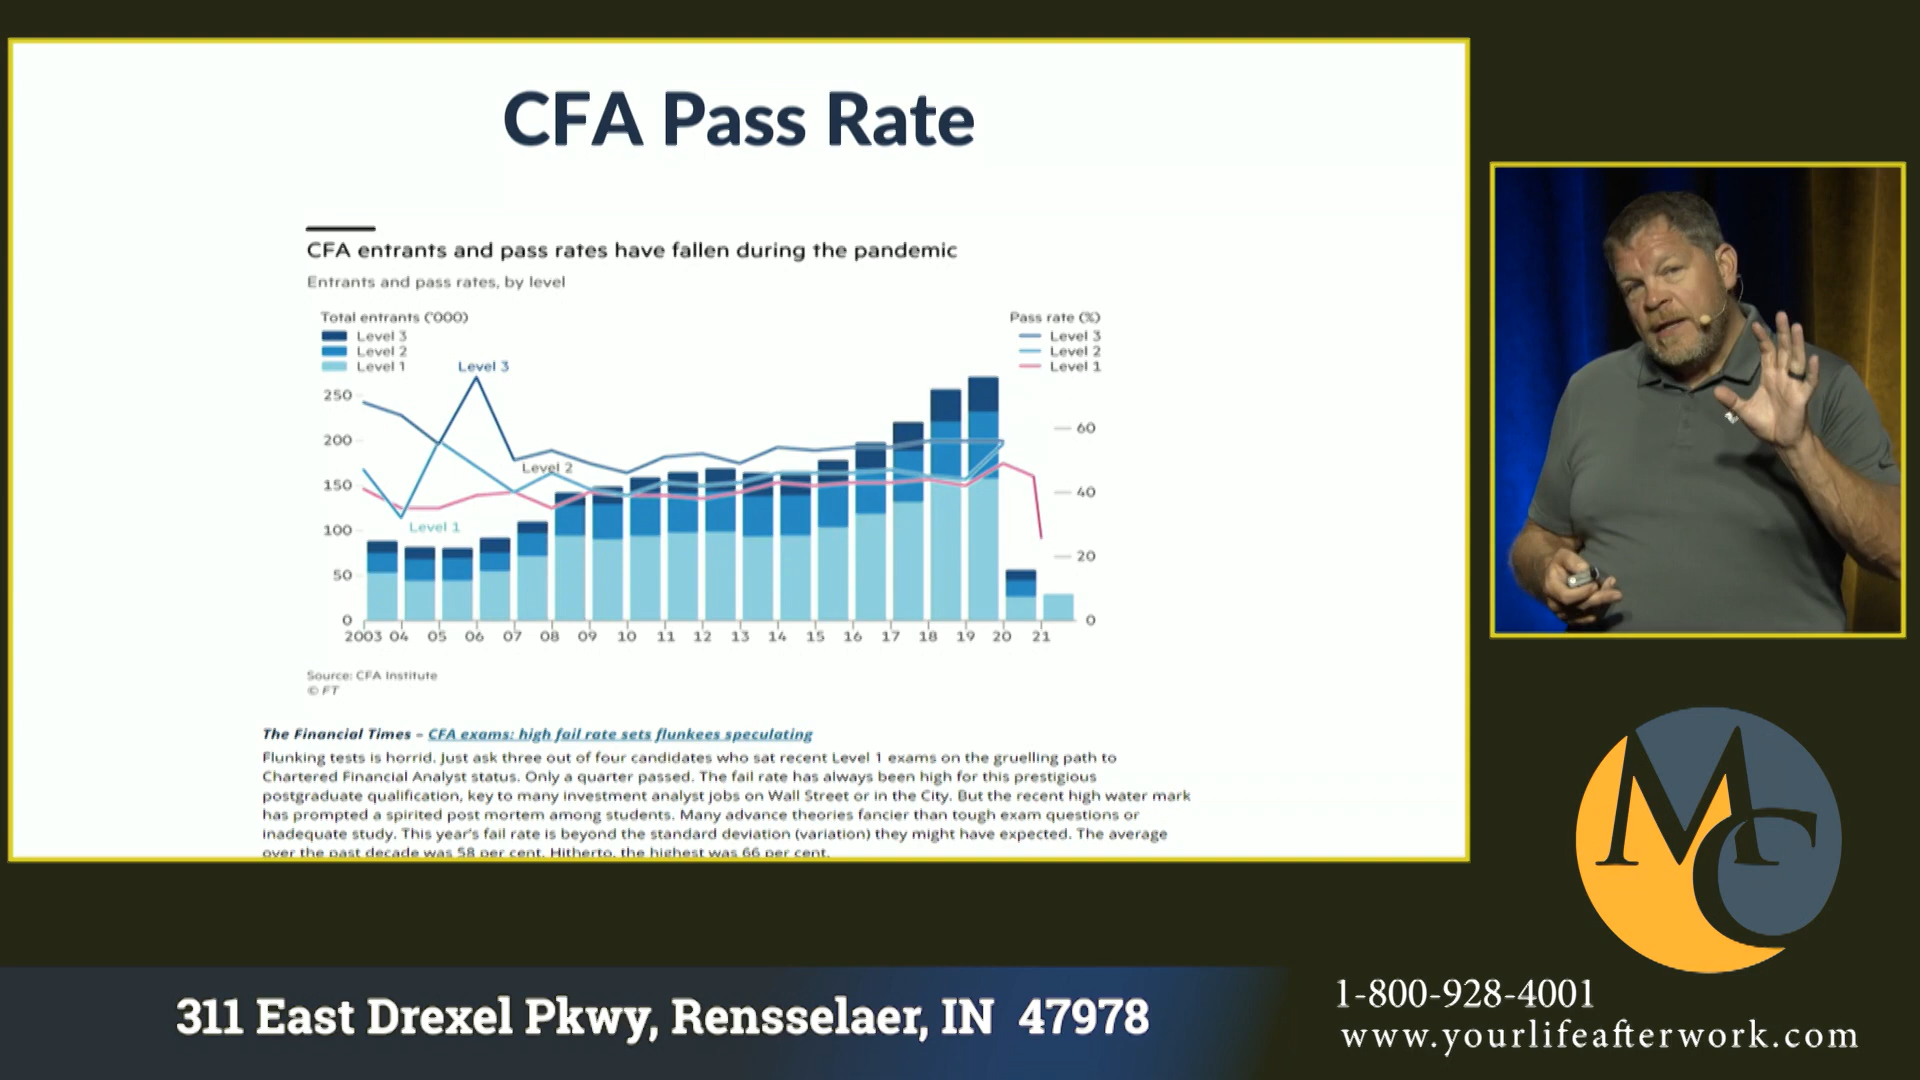 CFA Pass Rate
CFA entrants and pass rates have fallen during the pandemic
Entrants and pass rates, by level
Total entrants ('000)
Level 3
Level 2
Level 1
Pass rate (%)
Level 3
Level 2
Level 1
Level 3
Level 2
Level 1
250
200
150
100
50
0
60
40
20
0
2003 04 05 06 07 08 09 10 11 12 13 14 15 16 17 18 19 20 21
Source: CFA Institute
© FT
The Financial Times – CFA exams: high fail rate sets flunkees speculating
Flunking tests is horrid. Just ask three out of four candidates who sat recent Level 1 exams on the gruelling path to
Chartered Financial Analyst status. Only a quarter passed. The fail rate has always been high for this prestigious
postgraduate qualification, key to many investment analyst jobs on Wall Street or in the City. But the recent high water mark
has prompted a spirited post mortem among students. Many advance theories fancier than tough exam questions or
inadequate study. This year's fail rate is beyond the standard deviation (variation) they might have expected. The average
over the past decade was 58 per cent. Hitherto, the highest was 66 per cent.
MC
311 East Drexel Pkwy, Rensselaer, IN 47978
1-800-928-4001
www.yourlifeafterwork.com